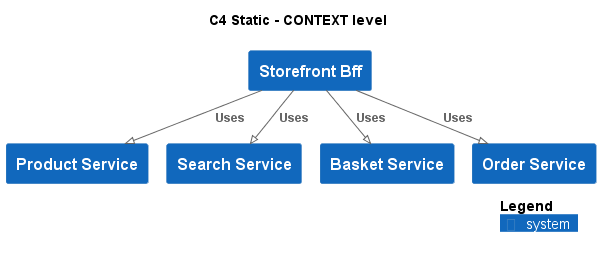 C4 Static - CONTEXT level
Storefront Bff
Uses
Uses
Uses
Uses
Product Service
Search Service
Basket Service
Order Service
Legend
system